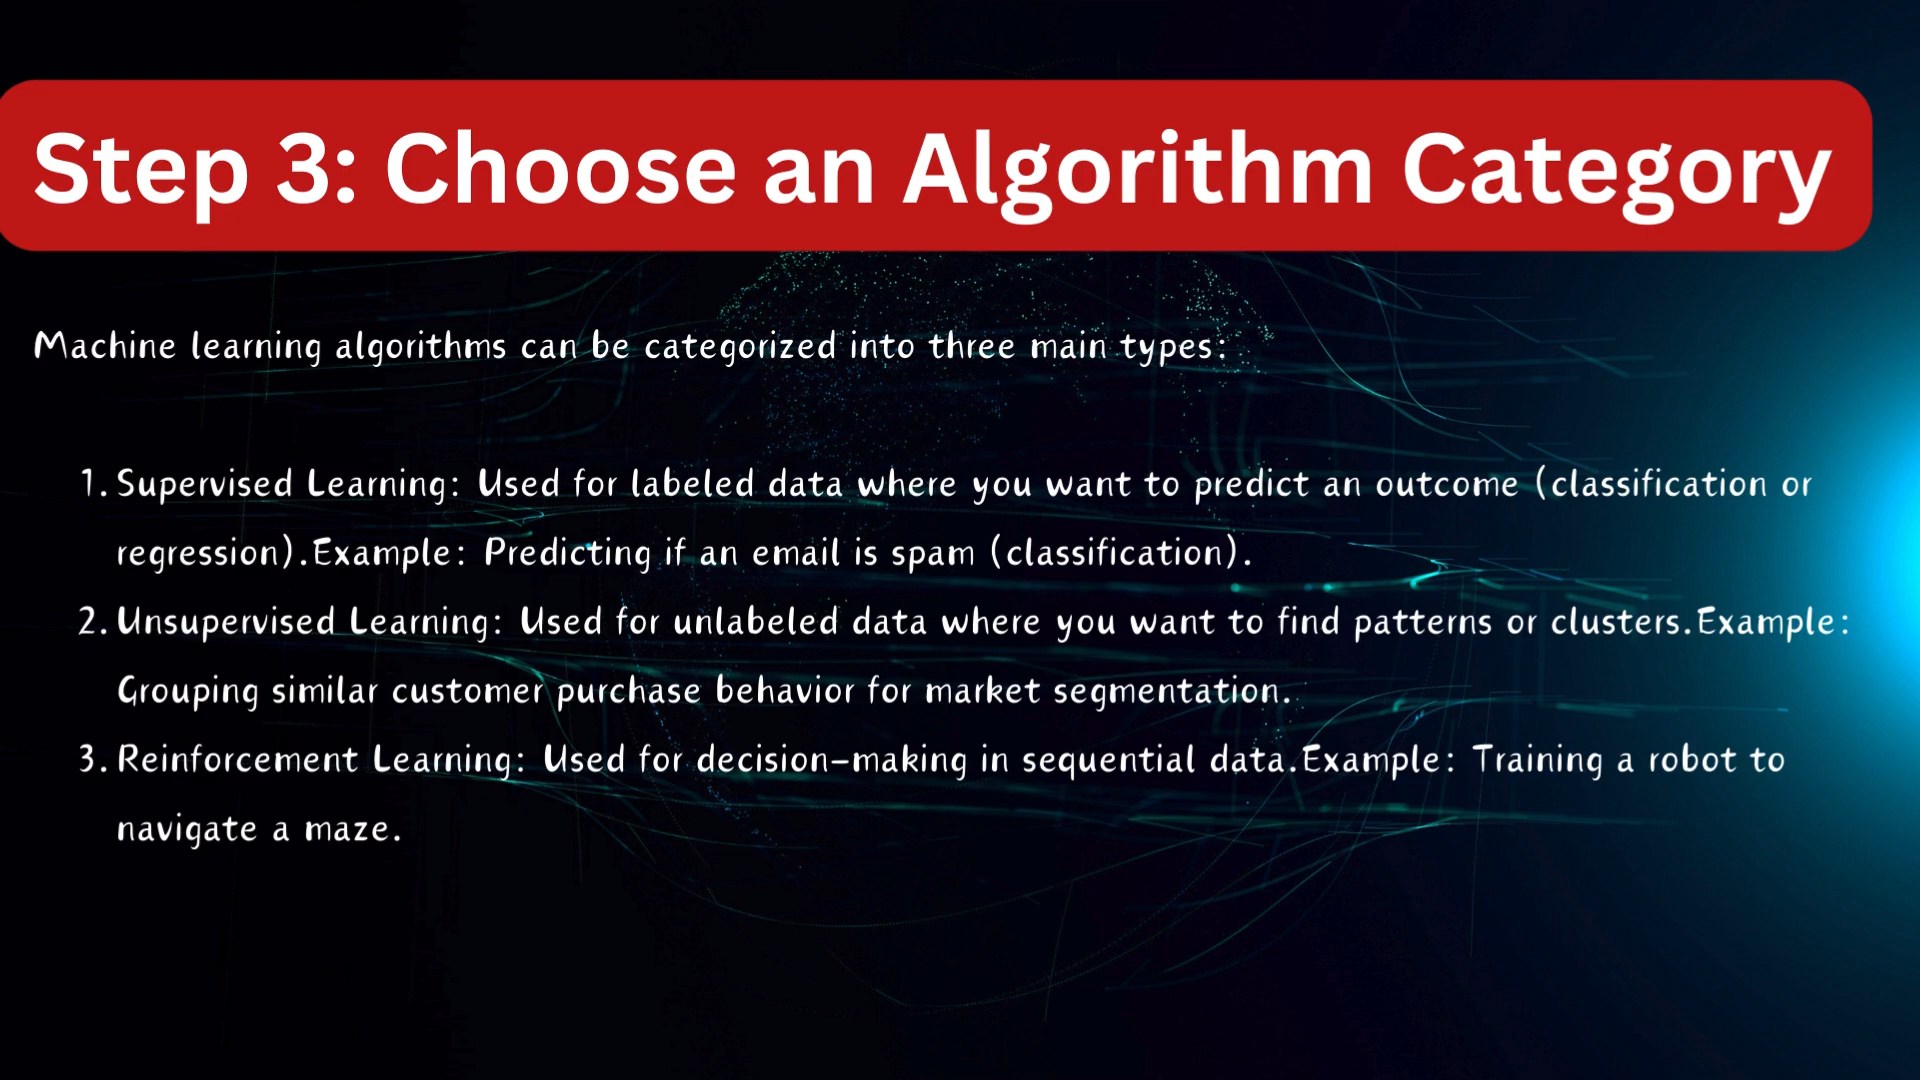 Step 3: Choose an Algorithm Category
Machine learning algorithms can be categorized into three main types:
1. Supervised Learning: Used for labeled data where you want to predict an outcome (classification or
regression).Example: Predicting if an email is spam (classification).
2. Unsupervised Learning: Used for unlabeled data where you want to find patterns or clusters.Example:
Grouping similar customer purchase behavior for market segmentation.
3. Reinforcement Learning: Used for decision-making in sequential data.Example: Training a robot to
navigate a maze.